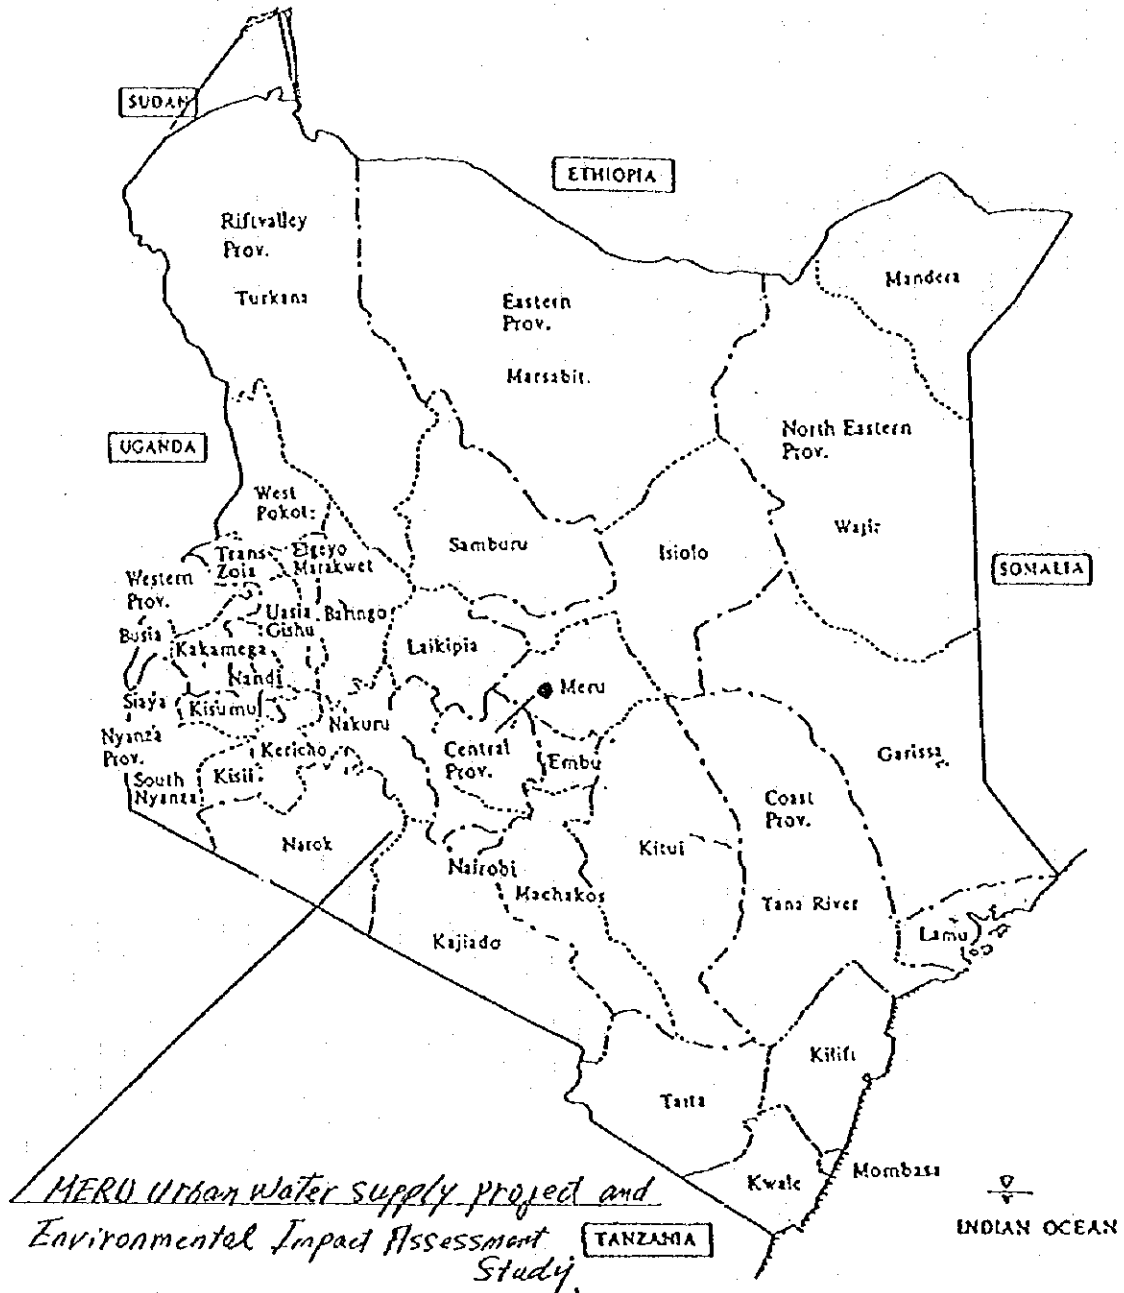 SUDAN
ETHIOPIA
Riftvalley
Prov.
Turkana
Mandera
Eastern
Prov.
Marsabit.
UGANDA
North Eastern
Prov.
West
Pokot
Samburu
Isiolo
Wajir
Trans
Zoia
Elgeyo
Marakwet
SOMALIA
Western
Prov.
Uasia
Gishu
Baringo
Busia
Kakamega
Laikipia
Nandi
Meru
Siaya
Kisumu
Nakuru
Nyanza
Prov.
Kericho
Central
Prov.
Embu
Garissa
South
Nyanza
Kisii
Coast
Prov.
Narok
Kitui
Nairobi
Machakos
Tana River
Lamu
Kajiado
Kilifi
Taita
Kwale
Mombasa
MERU Urban Water supply project and
Environmental Impact Assessment
Study.
TANZANIA
INDIAN OCEAN